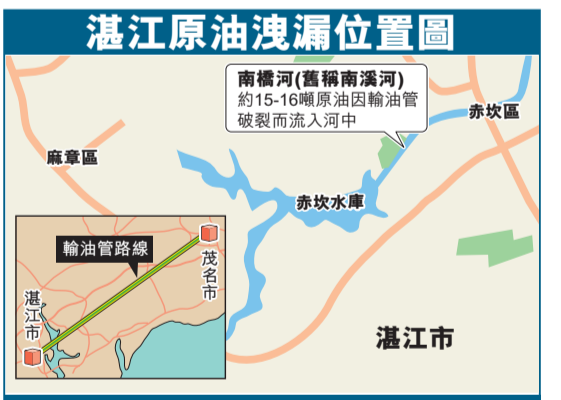 湛江原油洩漏位置圖
南橋河(舊稱南溪河)
約15-16噸原油因輸油管
破裂而流入河中
赤坎區
麻章區
赤坎水庫
輸油管路線
茂名市
湛江市
湛江市